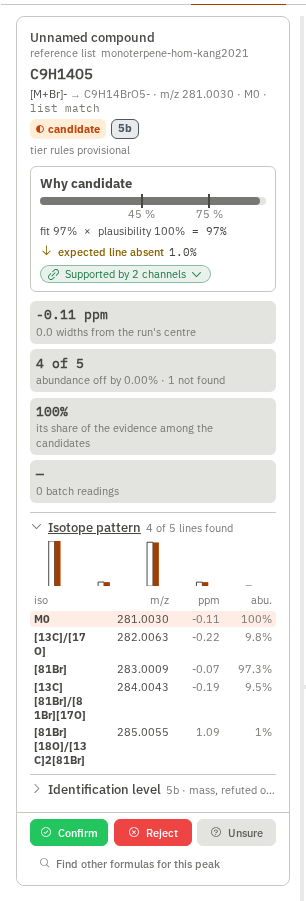 Unnamed compound
reference list monoterpene-hom-kang2021
C9H14O5
[M+Br]- → C9H14BrO5- · m/z 281.0030 · M0 ·
list match
candidate 5b
tier rules provisional
Why candidate
45 % 75 %
fit 97% × plausibility 100% = 97%
↓ expected line absent 1.0%
Supported by 2 channels
-0.11 ppm
0.0 widths from the run's centre
4 of 5
abundance off by 0.00% · 1 not found
100%
its share of the evidence among the
candidates
—
0 batch readings
Isotope pattern 4 of 5 lines found
iso m/z ppm abu.
M0 281.0030 -0.11 100%
[13C]/[17 282.0063 -0.22 9.8%
O]
[81Br] 283.0009 -0.07 97.3%
[13C] 284.0043 -0.19 9.5%
[81Br]/[8
1Br][17O]
[81Br] 285.0055 1.09 1%
[18O]/[13
C]2[81Br]
Identification level 5b · mass, refuted o...
Confirm Reject Unsure
Find other formulas for this peak